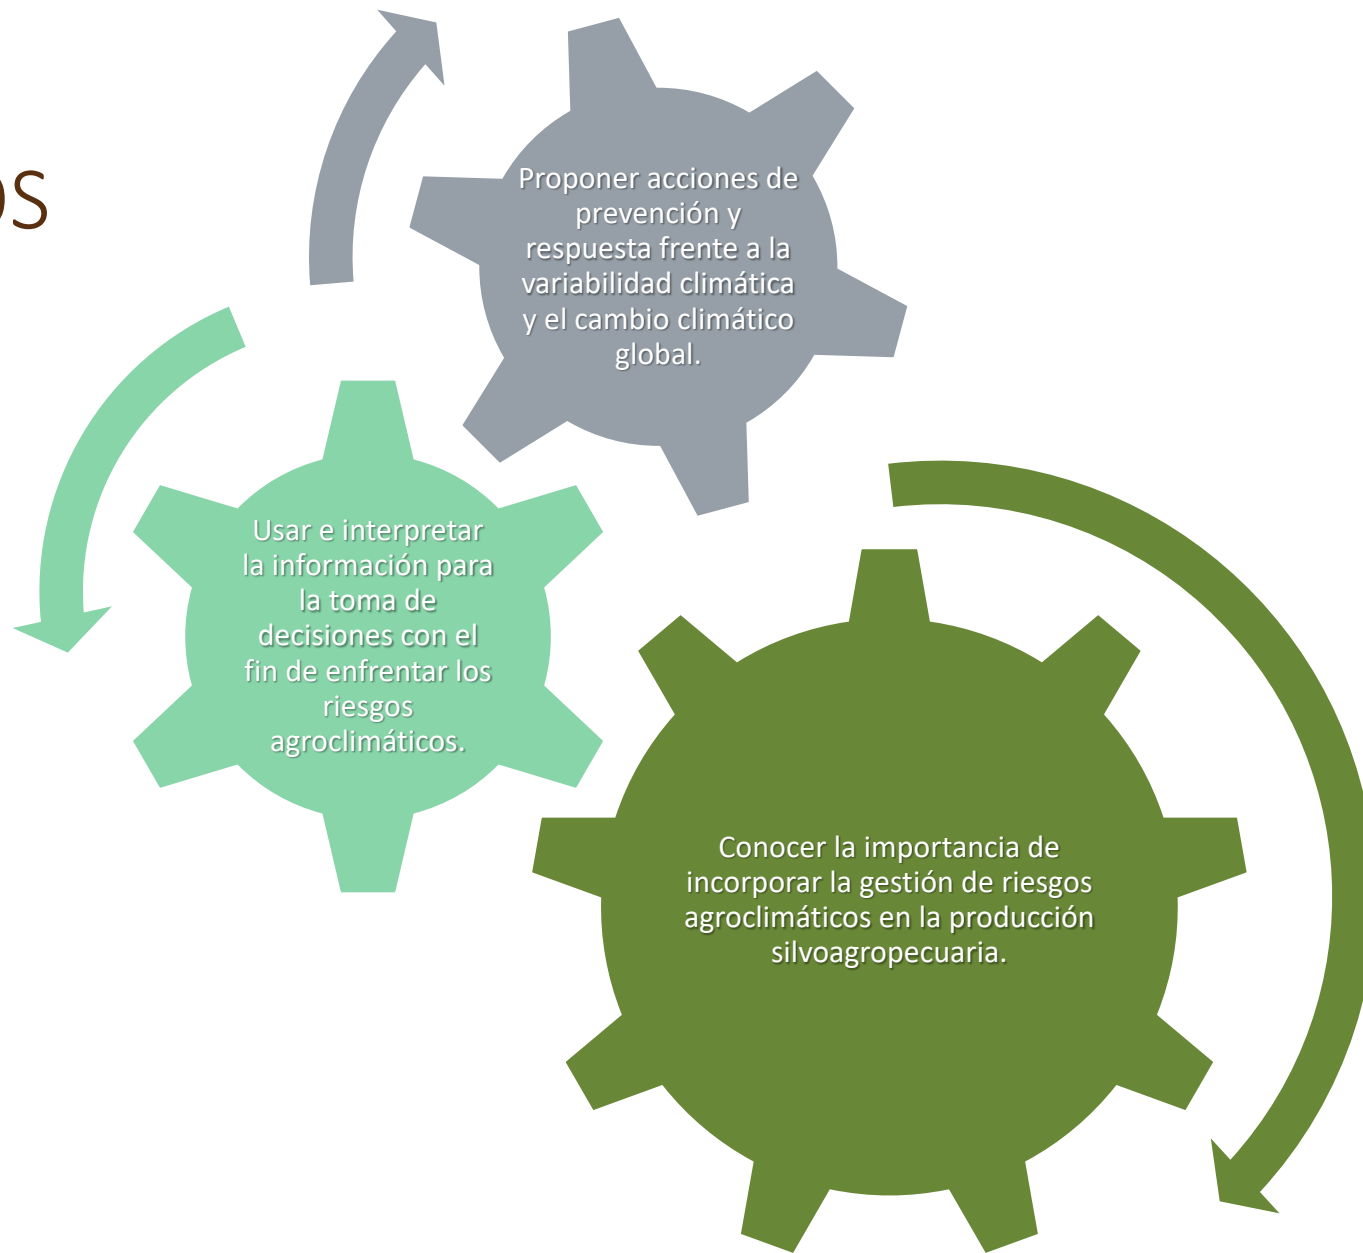 os
Proponer acciones de
prevención y
respuesta frente a la
variabilidad climática
y el cambio climático
global.
Usar e interpretar
la información para
la toma de
decisiones con el
fin de enfrentar los
riesgos
agroclimáticos.
Conocer la importancia de
incorporar la gestión de riesgos
agroclimáticos en la producción
silvoagropecuaria.